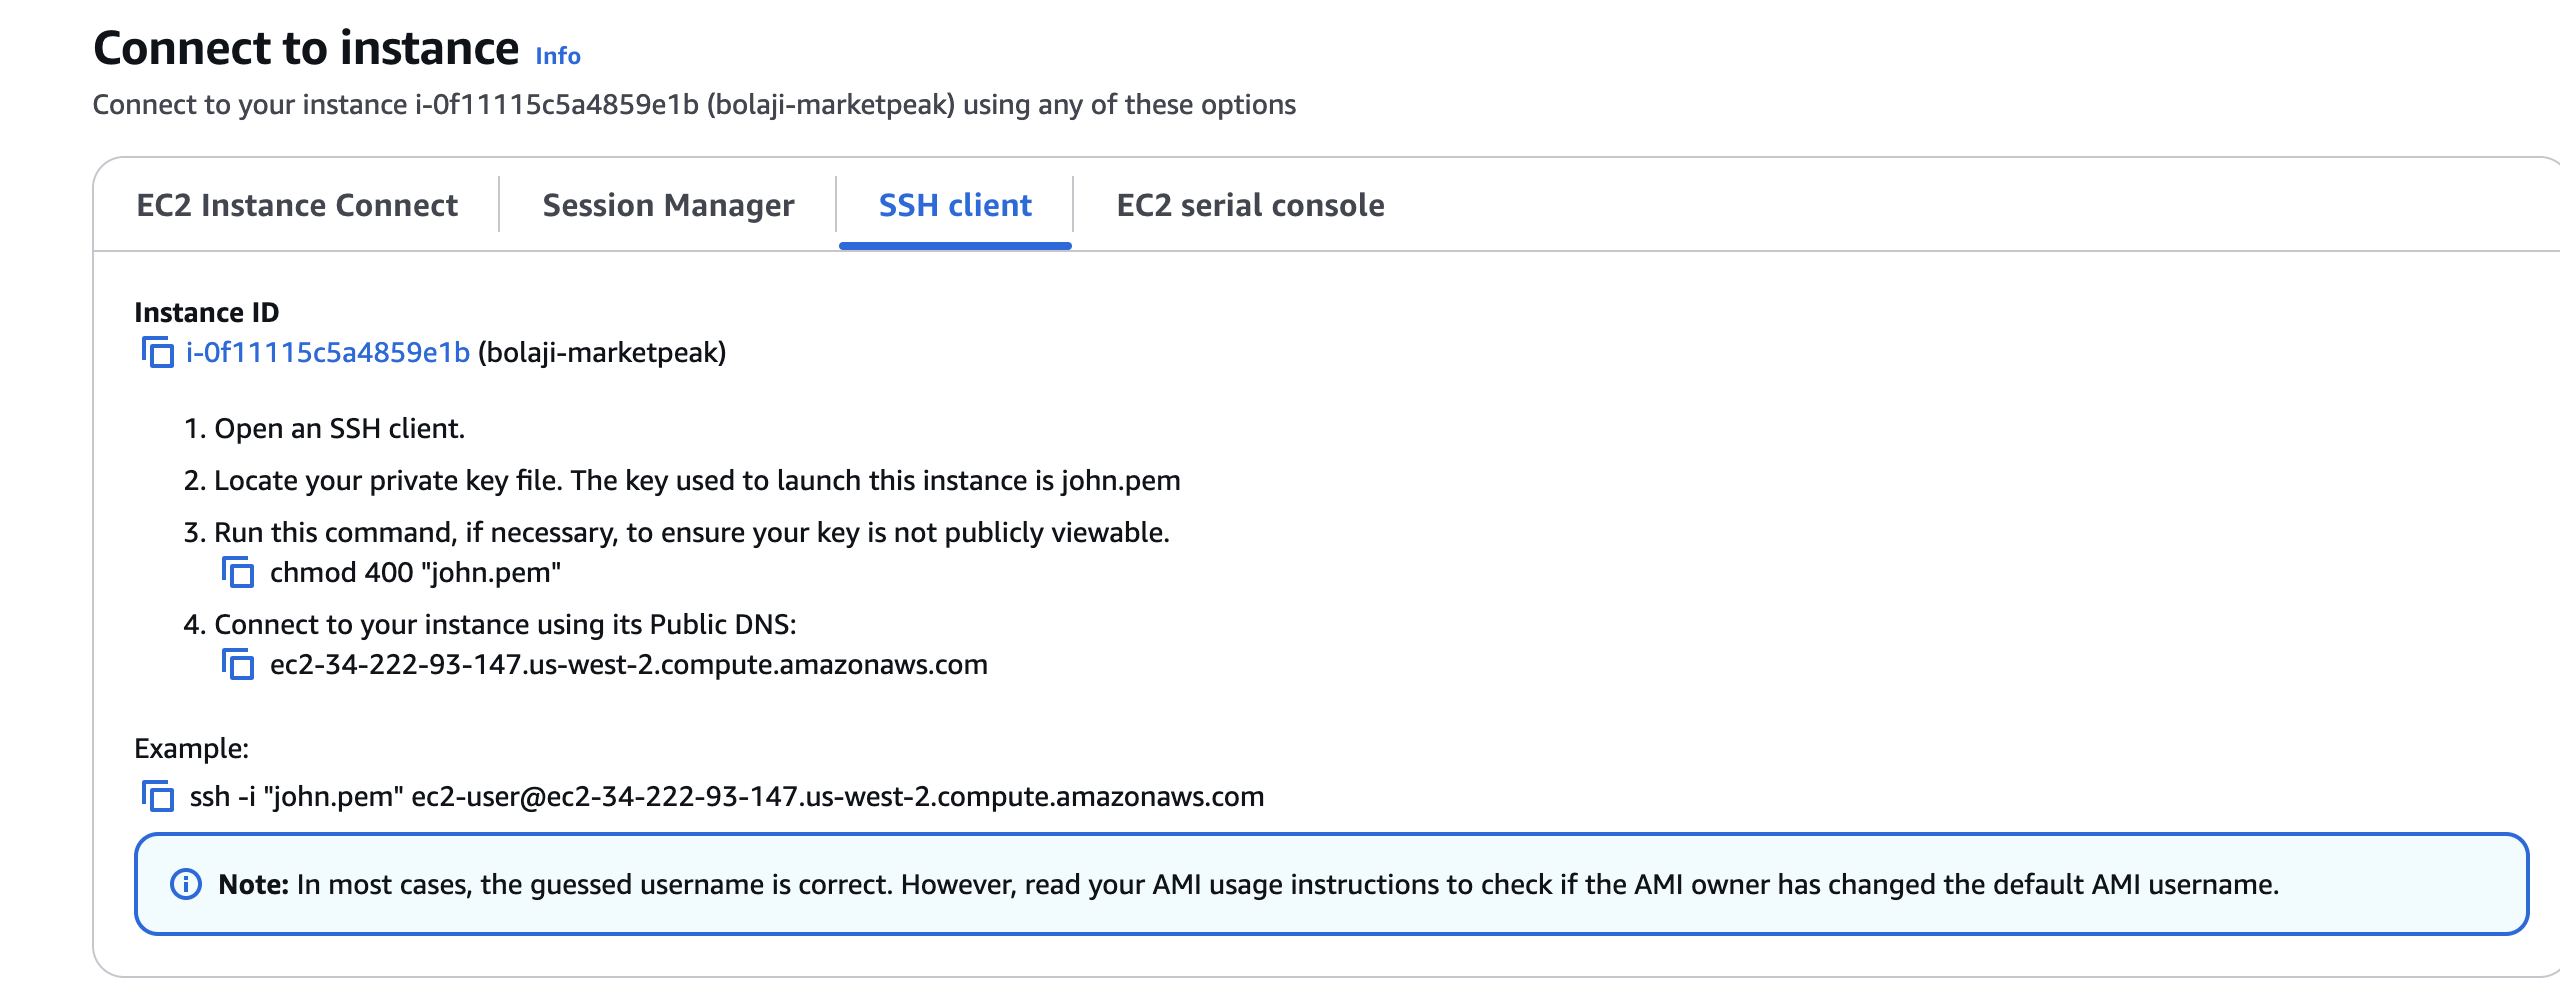 Connect to instance Info
Connect to your instance i-0f11115c5a4859e1b (bolaji-marketpeak) using any of these options
EC2 Instance Connect Session Manager SSH client EC2 serial console
Instance ID
i-0f11115c5a4859e1b (bolaji-marketpeak)
1. Open an SSH client.
2. Locate your private key file. The key used to launch this instance is john.pem
3. Run this command, if necessary, to ensure your key is not publicly viewable.
chmod 400 "john.pem"
4. Connect to your instance using its Public DNS:
ec2-34-222-93-147.us-west-2.compute.amazonaws.com
Example:
ssh -i "john.pem" ec2-user@ec2-34-222-93-147.us-west-2.compute.amazonaws.com
Note: In most cases, the guessed username is correct. However, read your AMI usage instructions to check if the AMI owner has changed the default AMI username.